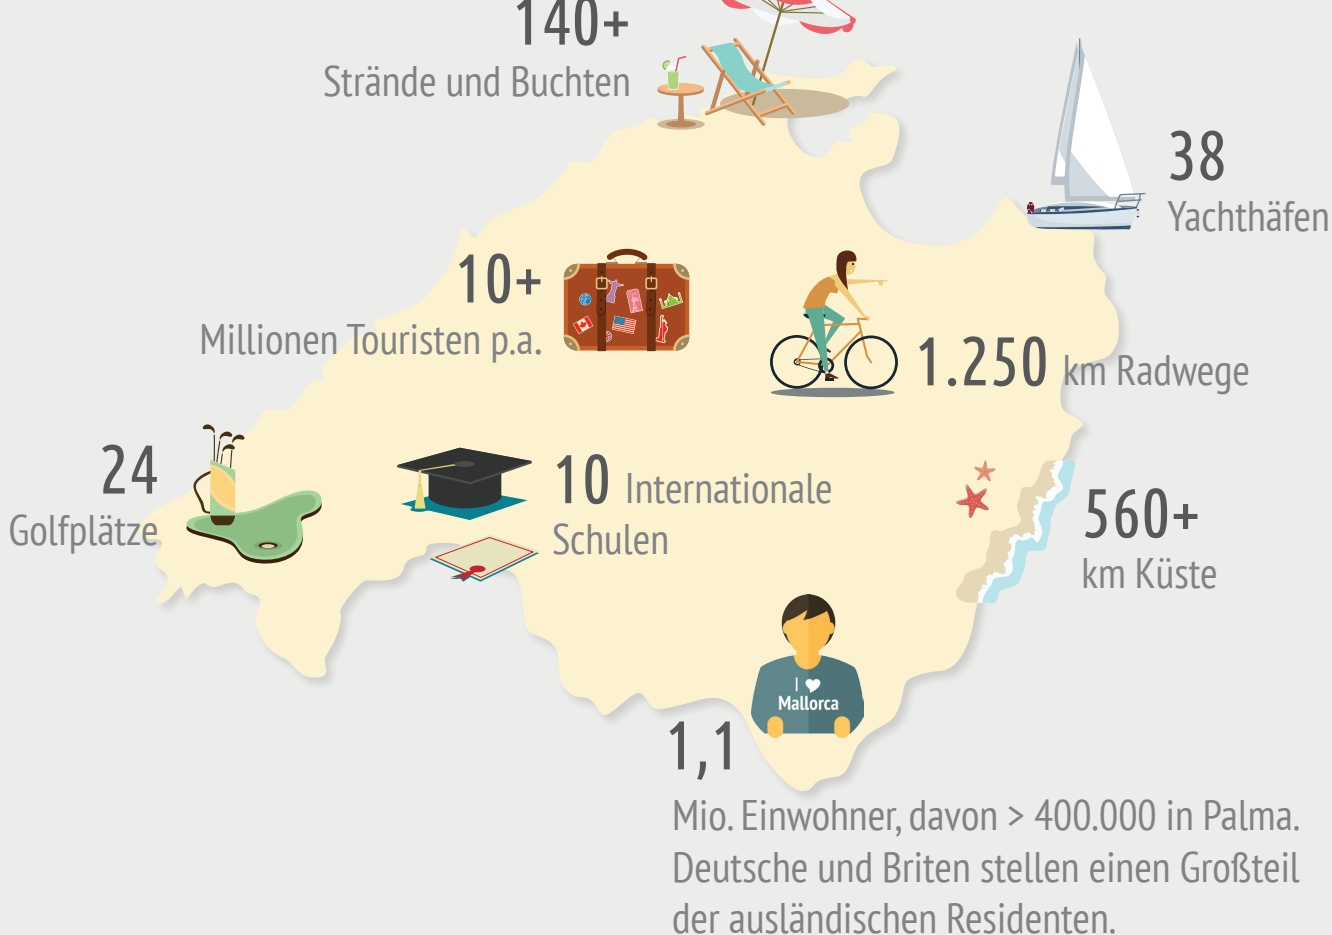 140+
Strände und Buchten
38
Yachthäfen
10+
Millionen Touristen p.a.
1.250 km Radwege
24
Golfplätze
10 Internationale
Schulen
560+
km Küste
I
Mallorca
1,1
Mio. Einwohner, davon > 400.000 in Palma.
Deutsche und Briten stellen einen Großteil
der ausländischen Residenten.